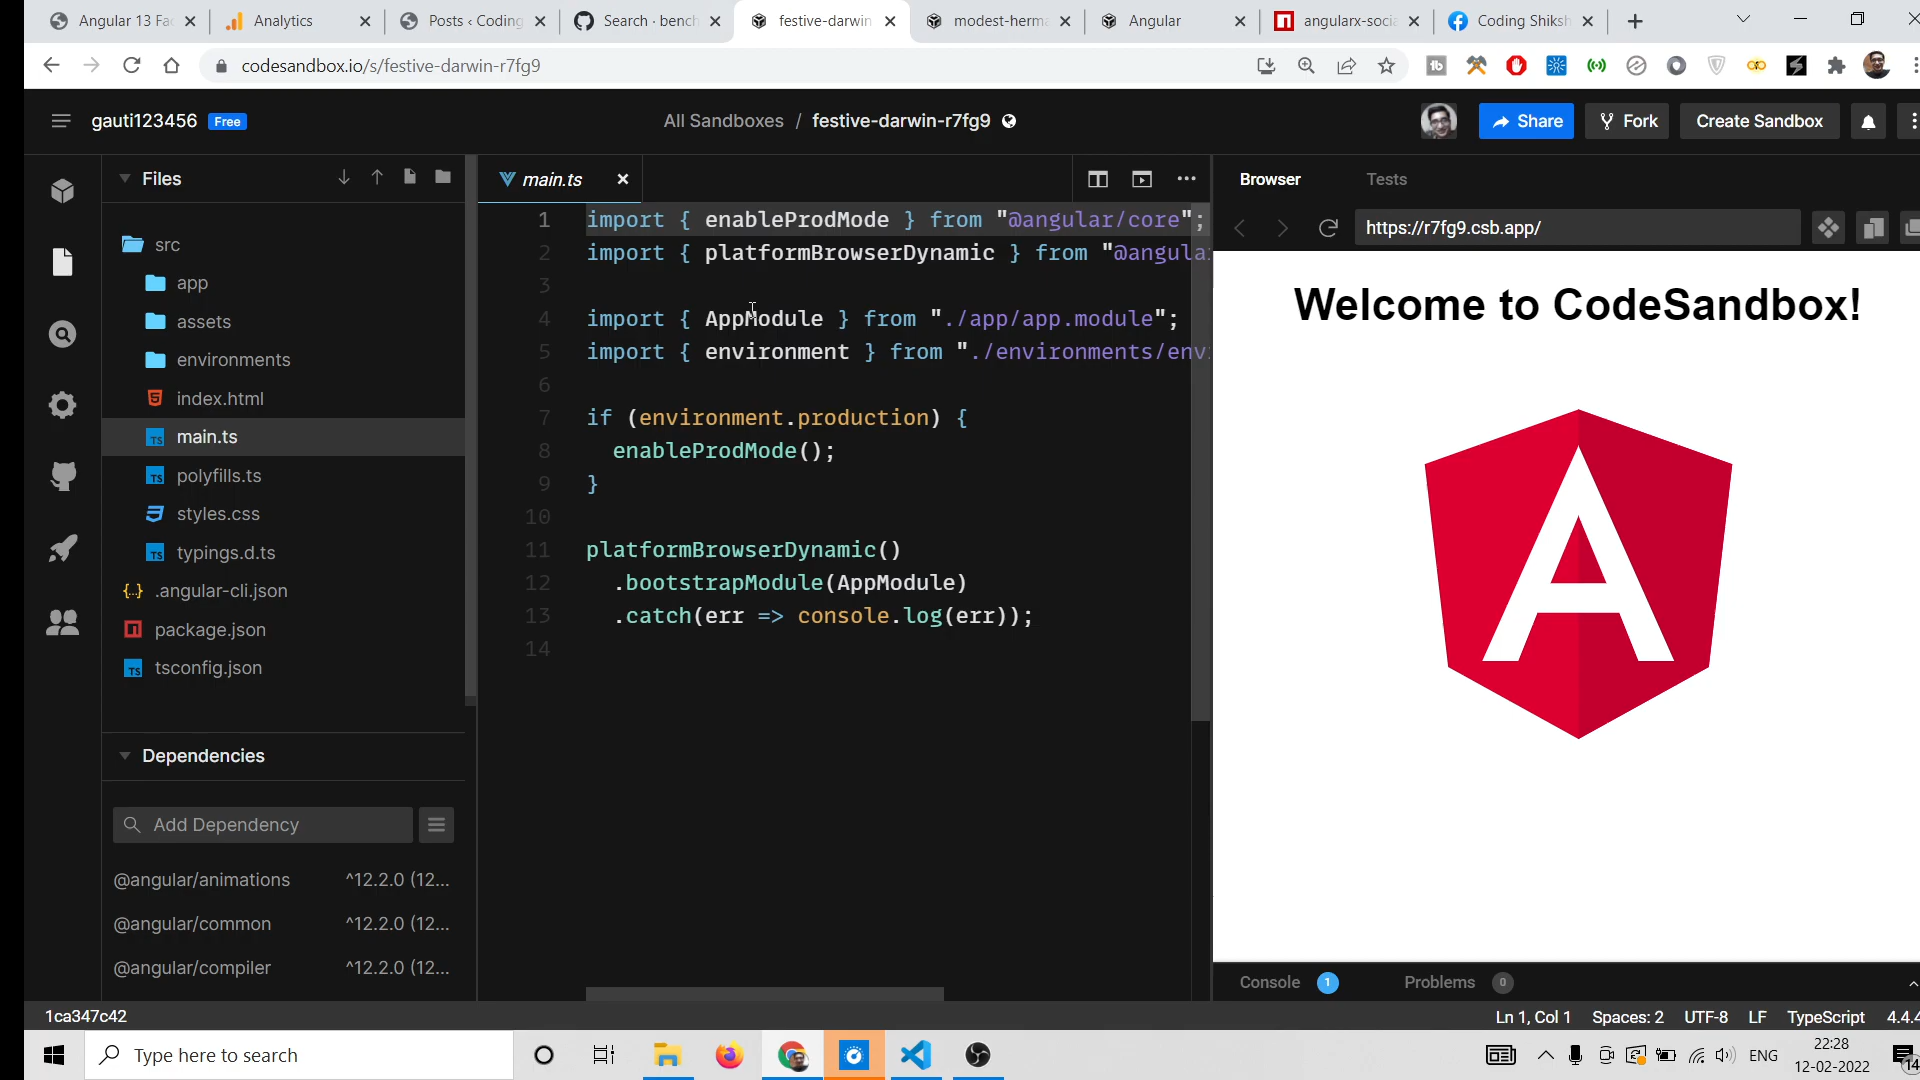 Angular 13 Fac
Analytics
Posts ‹ Coding
Search · bench
festive-darwin
modest-herma
Angular
angularx-socia
Coding Shiksh
codesandbox.io/s/festive-darwin-r7fg9
gauti123456 Free
All Sandboxes / festive-darwin-r7fg9
Share
Fork
Create Sandbox
Files
main.ts
Browser
Tests
https://r7fg9.csb.app/
src
app
assets
environments
index.html
main.ts
polyfills.ts
styles.css
typings.d.ts
.angular-cli.json
package.json
tsconfig.json
Dependencies
Add Dependency
@angular/animations ^12.2.0 (12...
@angular/common ^12.2.0 (12...
@angular/compiler ^12.2.0 (12...
1 import { enableProdMode } from "@angular/core";
2 import { platformBrowserDynamic } from "@angula
3
4 import { AppModule } from "./app/app.module";
5 import { environment } from "./environments/env
6
7 if (environment.production) {
8 enableProdMode();
9 }
10
11 platformBrowserDynamic()
12 .bootstrapModule(AppModule)
13 .catch(err => console.log(err));
14
Welcome to CodeSandbox!
Console 1
Problems 0
1ca347c42
Ln 1, Col 1 Spaces: 2 UTF-8 LF TypeScript 4.4.4
Type here to search
ENG
22:28
12-02-2022
14